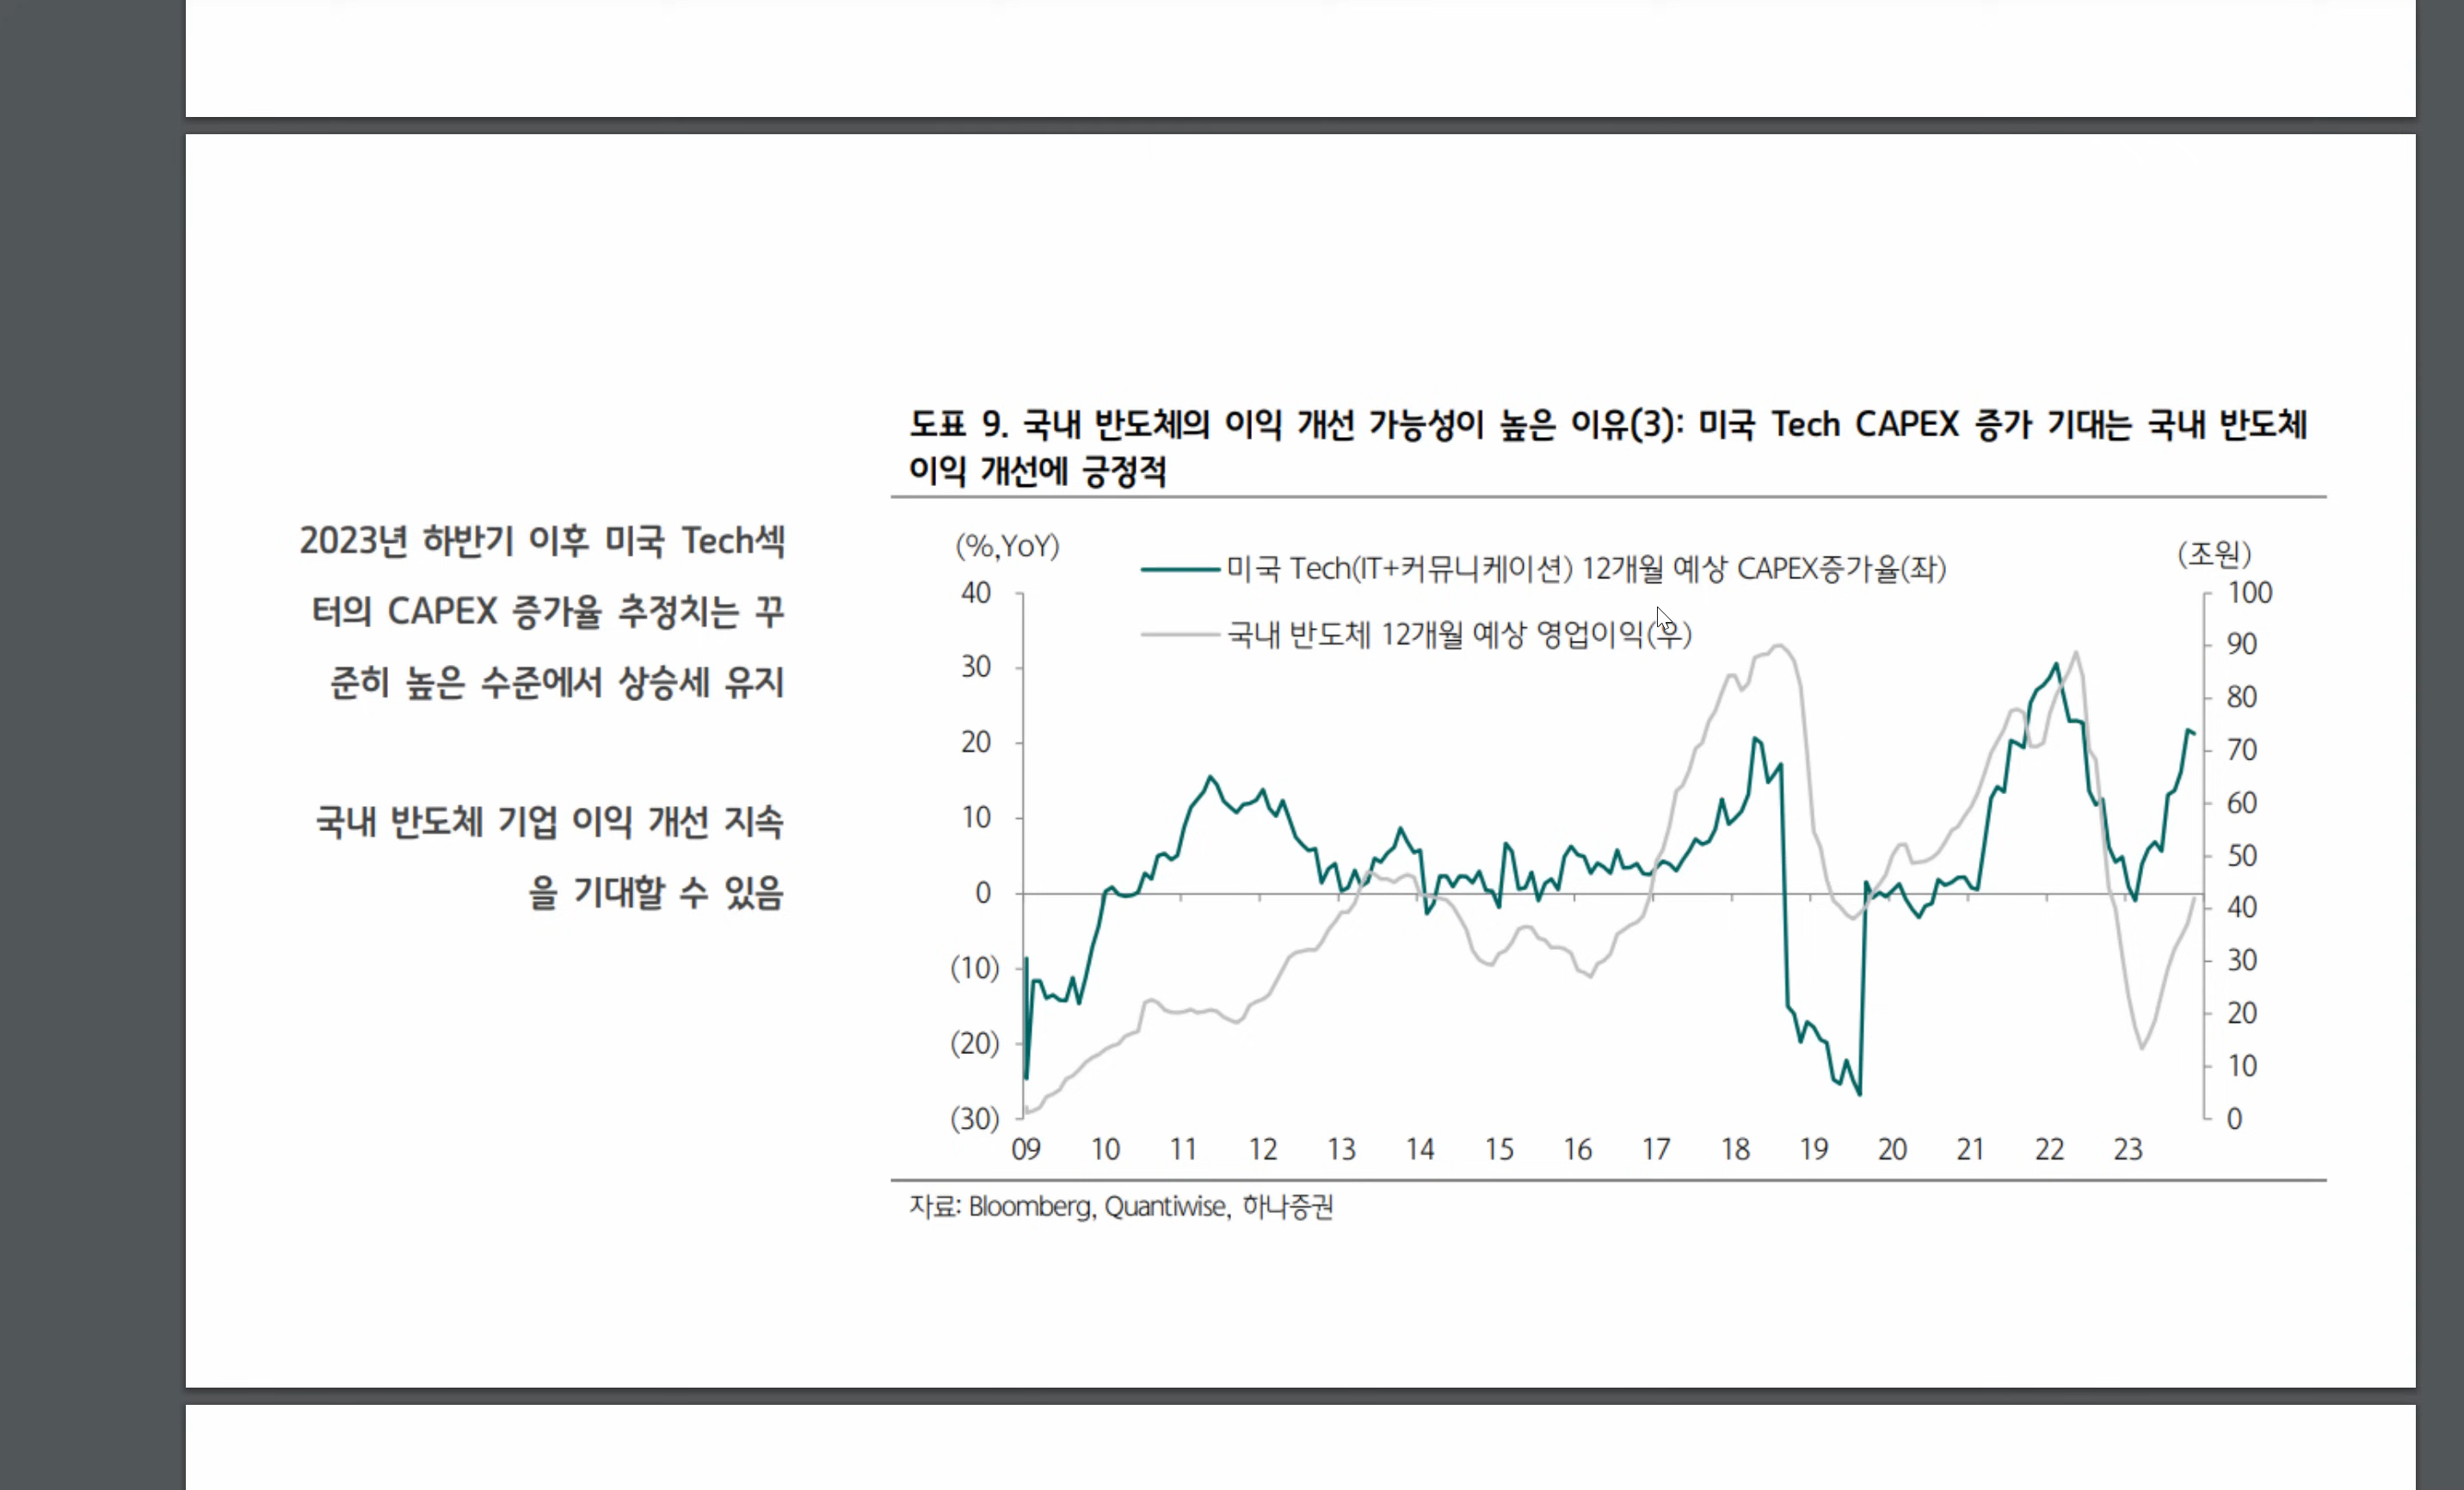 도표 9. 국내 반도체의 이익 개선 가능성이 높은 이유(3): 미국 Tech CAPEX 증가 기대는 국내 반도체
이익 개선에 긍정적
2023년 하반기 이후 미국 Tech섹
터의 CAPEX 증가율 추정치는 꾸
준히 높은 수준에서 상승세 유지
국내 반도체 기업 이익 개선 지속
을 기대할 수 있음
(%,YoY)
미국 Tech(IT+커뮤니케이션) 12개월 예상 CAPEX증가율(좌)
국내 반도체 12개월 예상 영업이익(우)
(조원)
40
30
20
10
0
(10)
(20)
(30)
100
90
80
70
60
50
40
30
20
10
0
09 10 11 12 13 14 15 16 17 18 19 20 21 22 23
자료: Bloomberg, Quantiwise, 하나증권